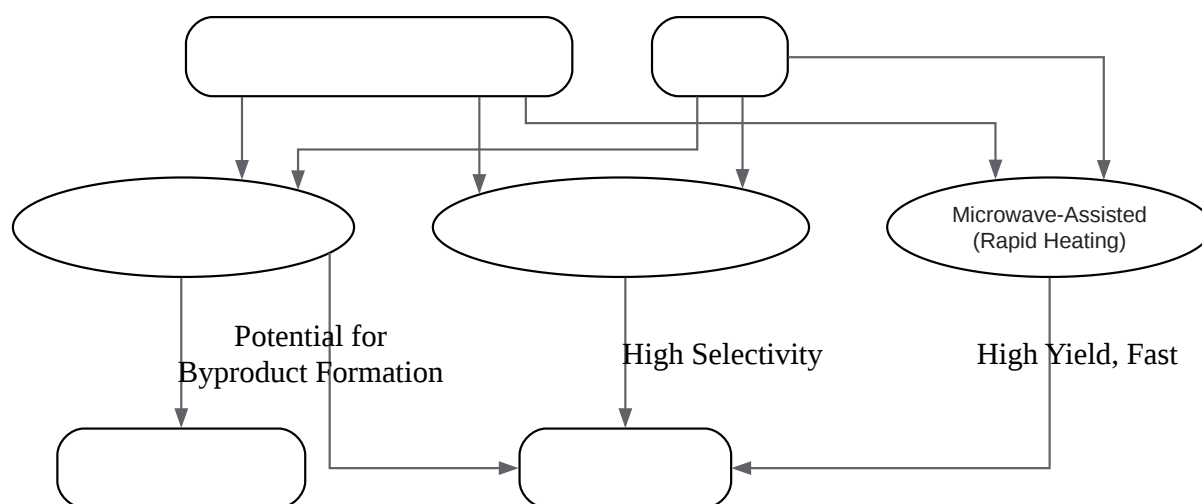 Microwave-Assisted
(Rapid Heating)
Potential for
Byproduct Formation
High Selectivity
High Yield, Fast